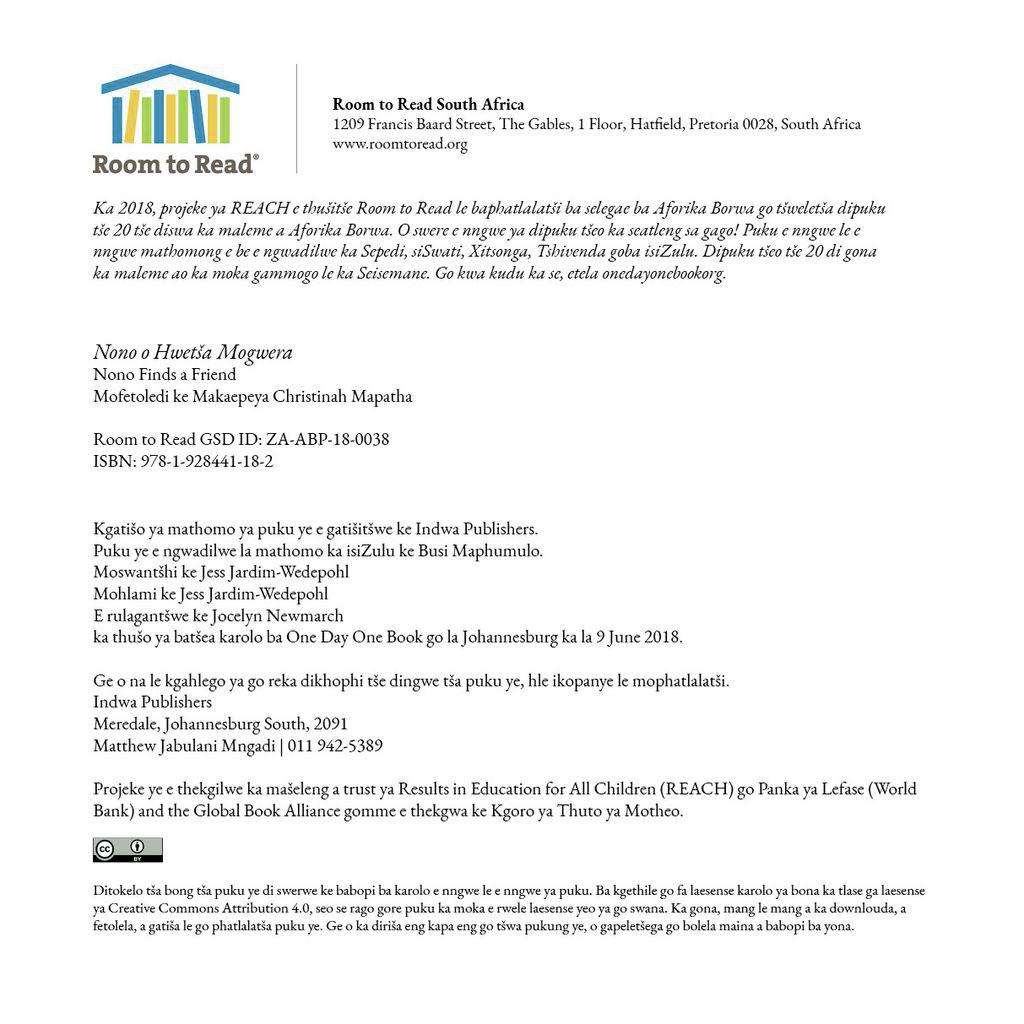 Room to Read®
Room to Read South Africa
1209 Francis Baard Street, The Gables, 1 Floor, Hatfield, Pretoria 0028, South Africa
www.roomtoread.org
Ka 2018, projeke ya REACH e thušitše Room to Read le baphatlalatši ba selegae ba Aforika Borwa go tšweletša dipuku
tše 20 tše diswa ka maleme a Aforika Borwa. O swere e nngwe ya dipuku tšeo ka seatleng sa gago! Puku e nngwe le e
nngwe mathomong e be e ngwadilwe ka Sepedi, siSwati, Xitsonga, Tshivenda goba isiZulu. Dipuku tšeo tše 20 di gona
ka maleme ao ka moka gammogo le ka Seisemane. Go kwa kudu ka se, etela onedayonebookorg.
Nono o Hwetša Mogwera
Nono Finds a Friend
Mofetoledi ke Makaepeya Christinah Mapatha
Room to Read GSD ID: ZA-ABP-18-0038
ISBN: 978-1-928441-18-2
Kgatišo ya mathomo ya puku ye e gatišitšwe ke Indwa Publishers.
Puku ye e ngwadilwe la mathomo ka isiZulu ke Busi Maphumulo.
Moswantšhi ke Jess Jardim-Wedepohl
Mohlami ke Jess Jardim-Wedepohl
E rulagantšwe ke Jocelyn Newmarch
ka thušo ya batšea karolo ba One Day One Book go la Johannesburg ka la 9 June 2018.
Ge o na le kgahlego ya go reka dikhophi tše dingwe tša puku ye, hle ikopanye le mophatlalatši.
Indwa Publishers
Meredale, Johannesburg South, 2091
Matthew Jabulani Mngadi | 011 942-5389
Projeke ye e thekgilwe ka mašeleng a trust ya Results in Education for All Children (REACH) go Panka ya Lefase (World
Bank) and the Global Book Alliance gomme e thekgwa ke Kgoro ya Thuto ya Motheo.
cc BY
Ditokelo tša bong tša puku ye di swerwe ke babopi ba karolo e nngwe le e nngwe ya puku. Ba kgethile go fa laesense karolo ya bona ka tlase ga laesense
ya Creative Commons Attribution 4.0, seo se rago gore puku ka moka e rwele laesense yeo ya go swana. Ka gona, mang le mang a ka downlouda, a
fetolela, a gatiša le go phatlalatša puku ye. Ge o ka diriša eng kapa eng go tšwa pukung ye, o gapeletšega go bolela maina a babopi ba yona.